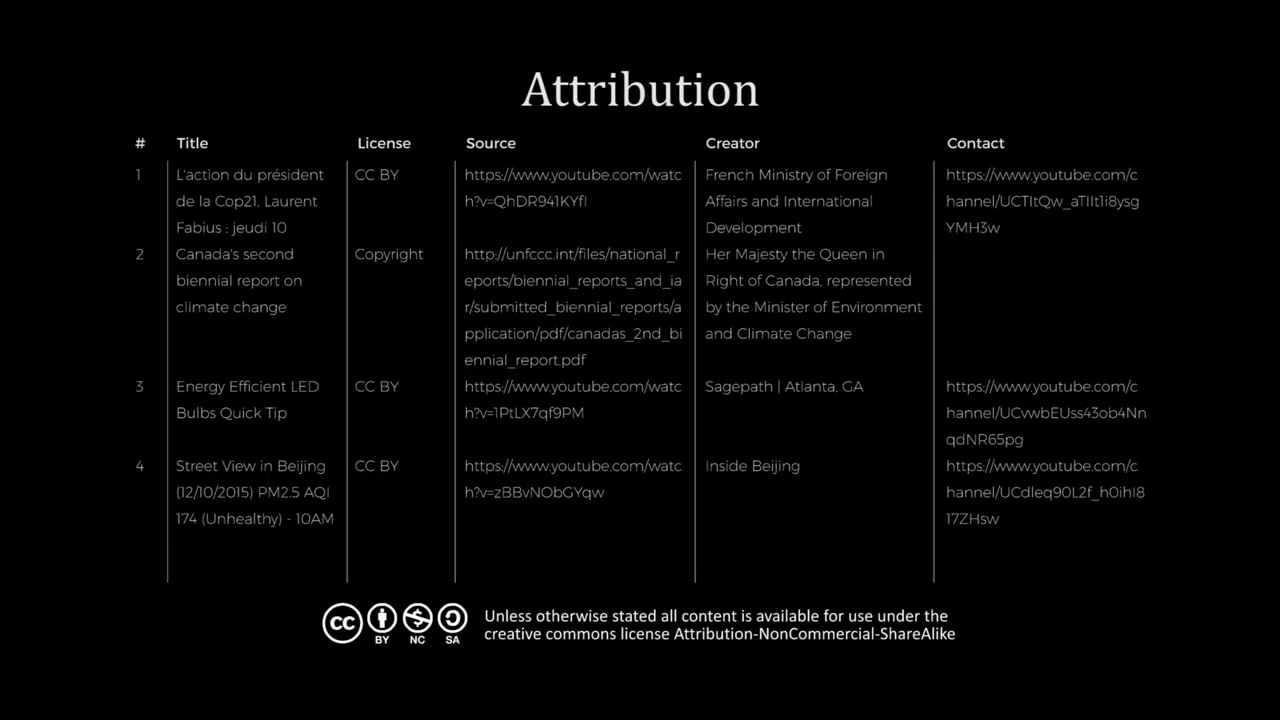 Attribution
# Title License Source Creator Contact
1 L'action du président CC BY https://www.youtube.com/watc French Ministry of Foreign https://www.youtube.com/c
de la Cop21, Laurent h?v=QhDR941KYfI Affairs and International hannel/UCTItQw_aTIIt1i8ysg
Fabius : jeudi 10 Development YMH3w
2 Canada's second Copyright http://unfccc.int/files/national_r Her Majesty the Queen in
biennial report on eports/biennial_reports_and_ia Right of Canada, represented
climate change r/submitted_biennial_reports/a by the Minister of Environment
pplication/pdf/canadas_2nd_bi and Climate Change
ennial_report.pdf
3 Energy Efficient LED CC BY https://www.youtube.com/watc Sagepath | Atlanta, GA https://www.youtube.com/c
Bulbs Quick Tip h?v=1PtLX7qf9PM hannel/UCvwbEUss43ob4Nn
qdNR65pg
4 Street View in Beijing CC BY https://www.youtube.com/watc Inside Beijing https://www.youtube.com/c
(12/10/2015) PM2.5 AQI h?v=zBBvNObGYqw hannel/UCdleq90L2f_h0ihI8
174 (Unhealthy) - 10AM 17ZHsw
CC BY NC SA
Unless otherwise stated all content is available for use under the
creative commons license Attribution-NonCommercial-ShareAlike